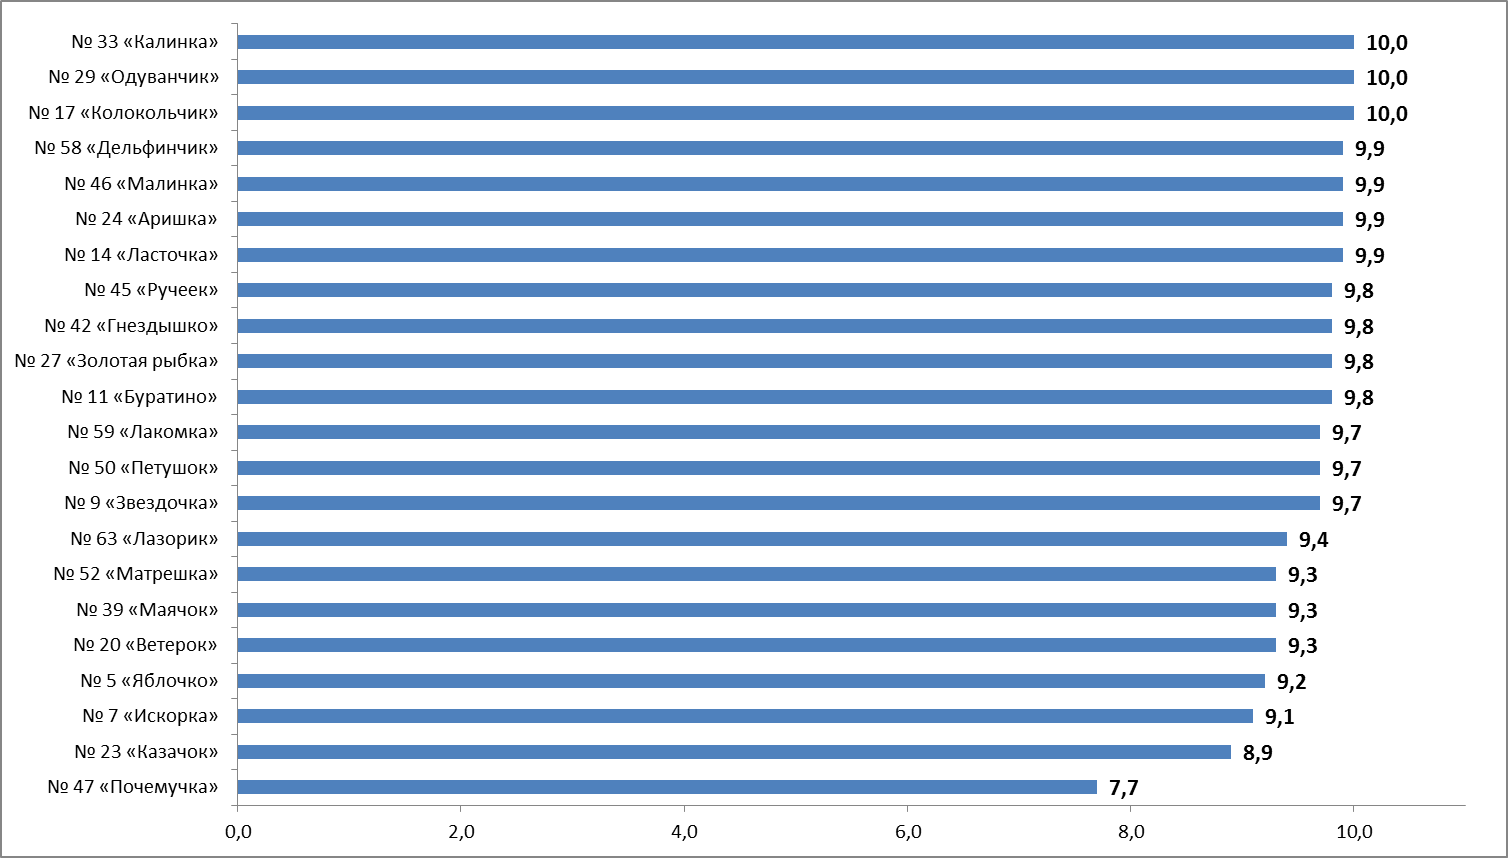 № 33 «Калинка» 10,0
№ 29 «Одуванчик» 10,0
№ 17 «Колокольчик» 10,0
№ 58 «Дельфинчик» 9,9
№ 46 «Малинка» 9,9
№ 24 «Аришка» 9,9
№ 14 «Ласточка» 9,9
№ 45 «Ручеек» 9,8
№ 42 «Гнездышко» 9,8
№ 27 «Золотая рыбка» 9,8
№ 11 «Буратино» 9,8
№ 59 «Лакомка» 9,7
№ 50 «Петушок» 9,7
№ 9 «Звездочка» 9,7
№ 63 «Лазорик» 9,4
№ 52 «Матрешка» 9,3
№ 39 «Маячок» 9,3
№ 20 «Ветерок» 9,3
№ 5 «Яблочко» 9,2
№ 7 «Искорка» 9,1
№ 23 «Казачок» 8,9
№ 47 «Почемучка» 7,7
0,0 2,0 4,0 6,0 8,0 10,0